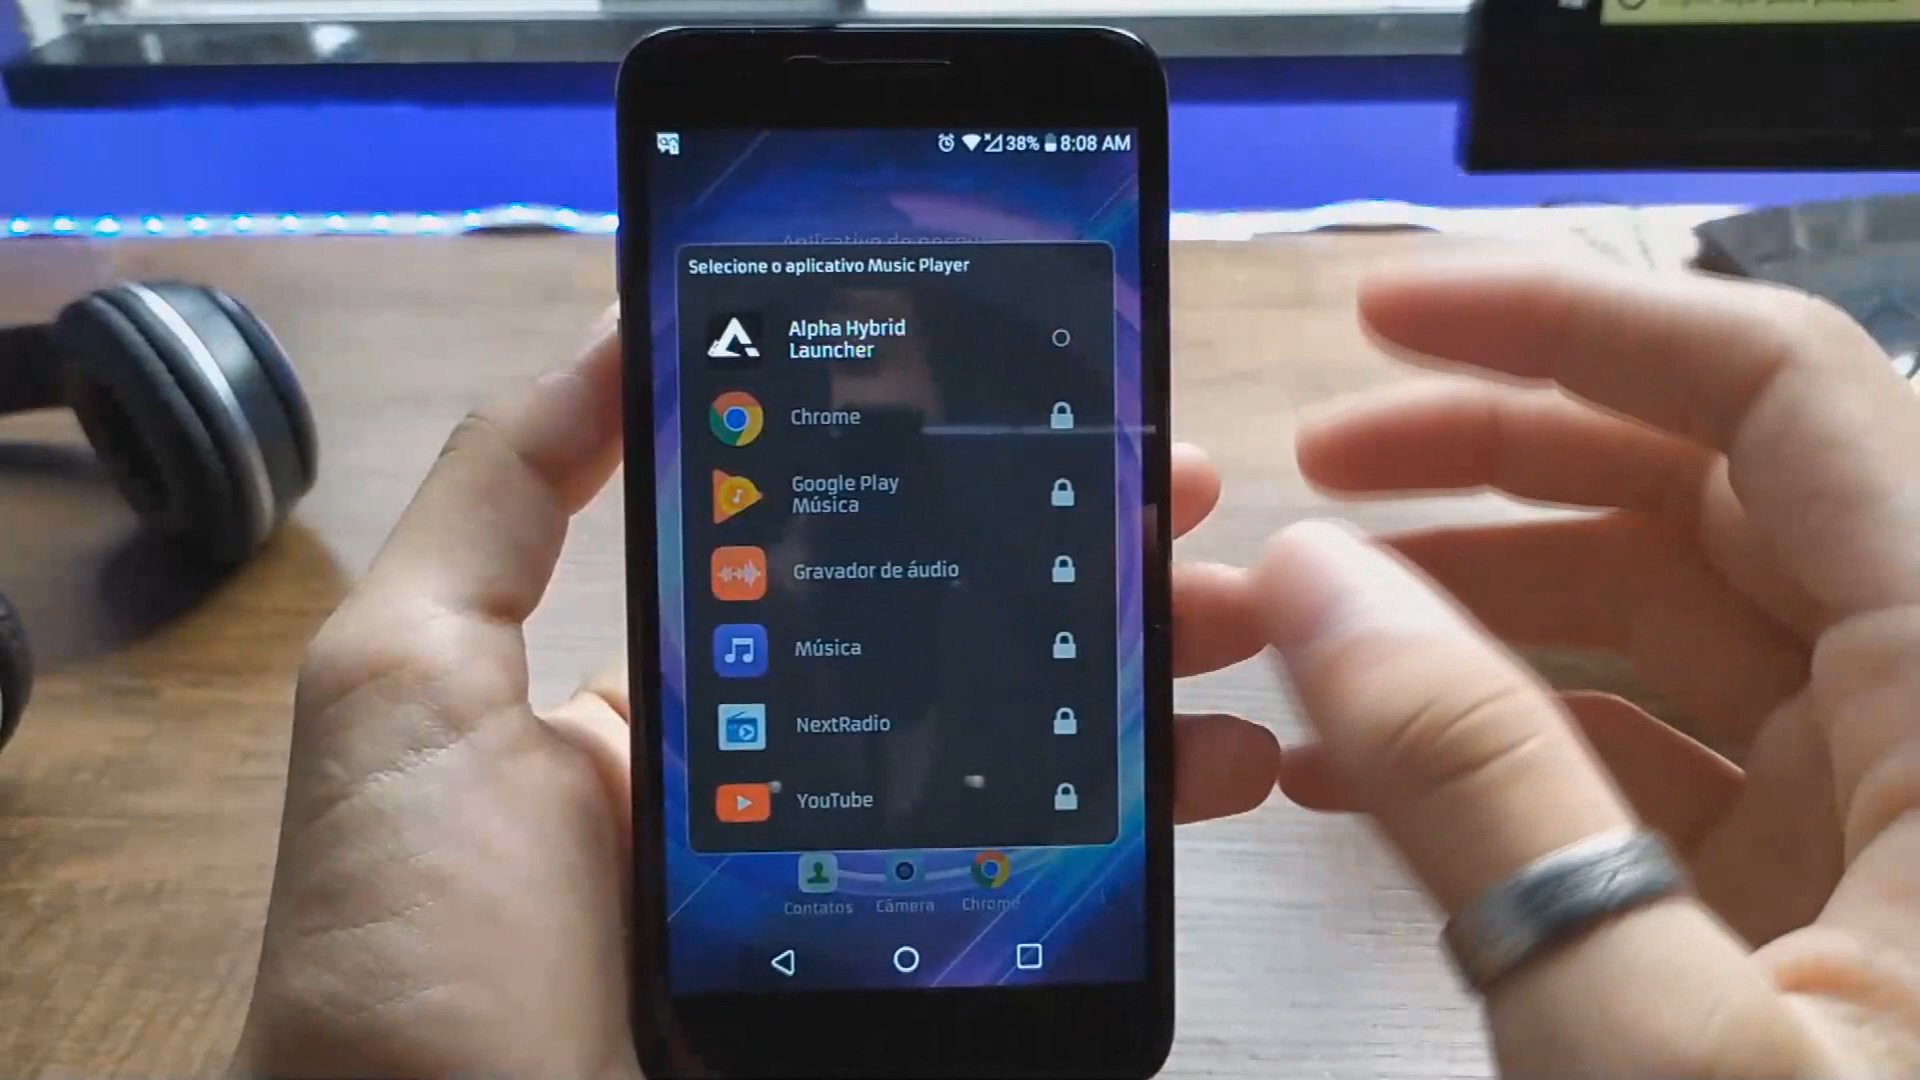 38% 8:08 AM
Selecione o aplicativo Music Player
Alpha Hybrid
Launcher
Chrome
Google Play
Música
Gravador de áudio
Música
NextRadio
YouTube
Contatos Câmera Chrome